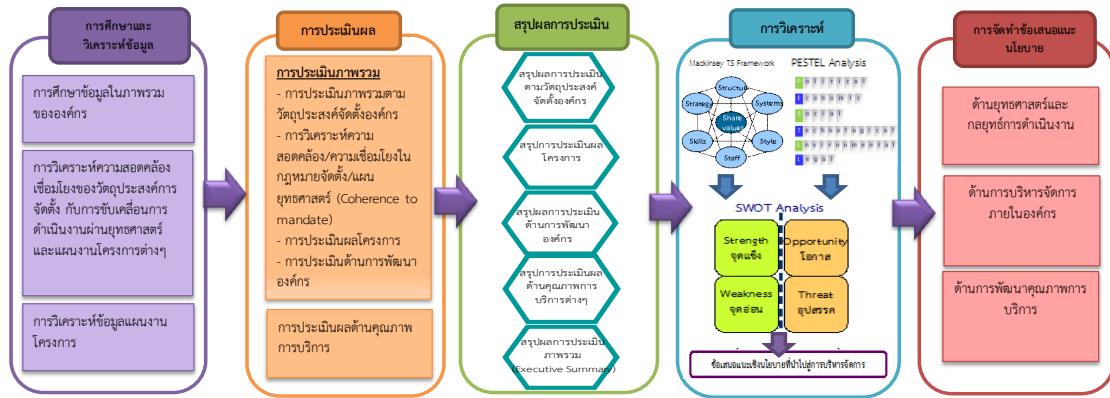 การศึกษาและ
วิเคราะห์ข้อมูล
การศึกษาข้อมูลในภาพรวม
ขององค์กร
การวิเคราะห์ความสอดคล้อง
เชื่อมโยงของวัตถุประสงค์การ
จัดตั้ง กับการขับเคลื่อนการ
ดำเนินงานผ่านยุทธศาสตร์
และแผนงานโครงการต่างๆ
การวิเคราะห์ข้อมูลแผนงาน
โครงการ
การประเมินผล
การประเมินภาพรวม
- การประเมินภาพรวมตาม
วัตถุประสงค์จัดตั้งองค์กร
- การวิเคราะห์ความ
สอดคล้อง/ความเชื่อมโยงใน
กฎหมายจัดตั้ง/แผน
ยุทธศาสตร์ (Coherence to
mandate)
- การประเมินผลโครงการ
- การประเมินด้านการพัฒนา
องค์กร
การประเมินผลด้านคุณภาพ
การบริการ
สรุปผลการประเมิน
สรุปผลการประเมิน
ตามวัตถุประสงค์
จัดตั้งองค์กร
สรุปผลการประเมิน
โครงการ
สรุปผลการประเมิน
ด้านการพัฒนา
องค์กร
สรุปการประเมินผล
ด้านคุณภาพการ
บริการต่างๆ
สรุปผลการประเมิน
ภาพรวม
(Executive Summary)
การวิเคราะห์
Mackinsey TS Framework
Structure
Strategy
Systems
Share
value
Skills
Style
Staff
PESTEL Analysis
Political
Economic
Social
Technological
Environmental
Legal
SWOT Analysis
Strength
จุดแข็ง
Opportunity
โอกาส
Weakness
จุดอ่อน
Threat
อุปสรรค
ข้อเสนอแนะเชิงนโยบายที่นำไปสู่การบริหารจัดการ
การจัดทำข้อเสนอแนะ
นโยบาย
ด้านยุทธศาสตร์และ
กลยุทธ์การดำเนินงาน
ด้านการบริหารจัดการ
ภายในองค์กร
ด้านการพัฒนาคุณภาพการ
บริการ